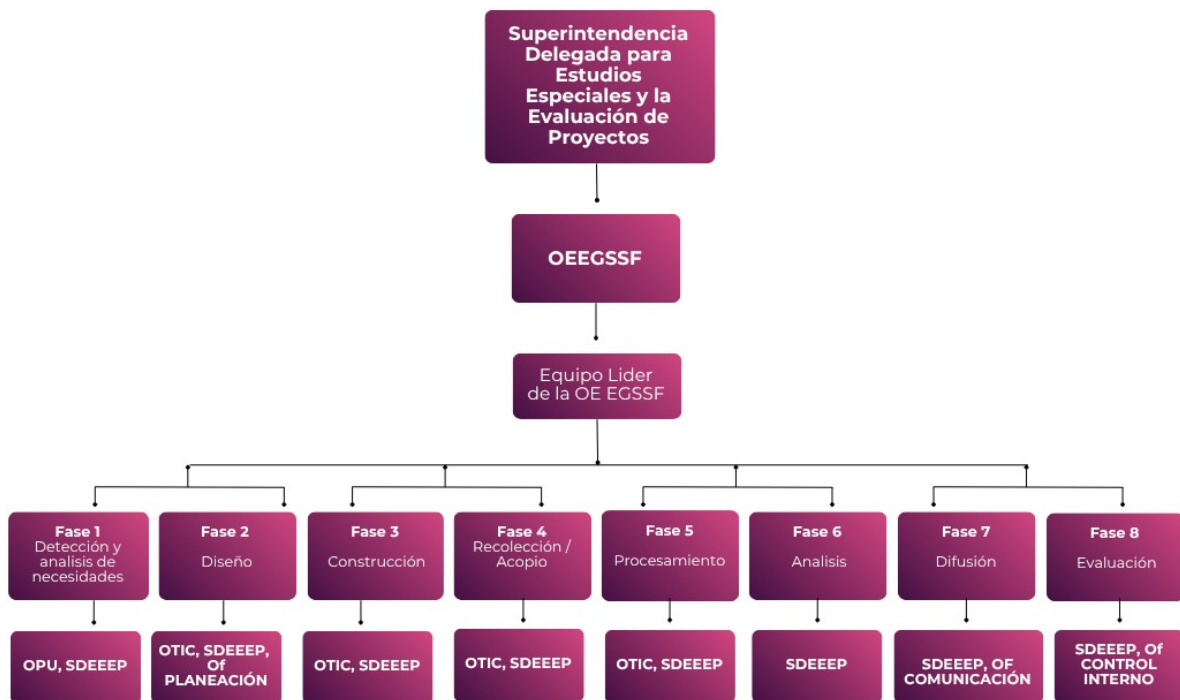 Superintendencia
Delegada para
Estudios
Especiales y la
Evaluación de
Proyectos
OEEGSSF
Equipo Lider
de la OE EGSSF
Fase 1
Detección y
analisis de
necesidades
Fase 2
Diseño
Fase 3
Construcción
Fase 4
Recolección /
Acopio
Fase 5
Procesamiento
Fase 6
Analisis
Fase 7
Difusión
Fase 8
Evaluación
OPU, SDEEEP
OTIC, SDEEEP,
Of
PLANEACIÓN
OTIC, SDEEEP
OTIC, SDEEEP
OTIC, SDEEEP
SDEEEP
SDEEEP, OF
COMUNICACIÓN
SDEEEP, Of
CONTROL
INTERNO